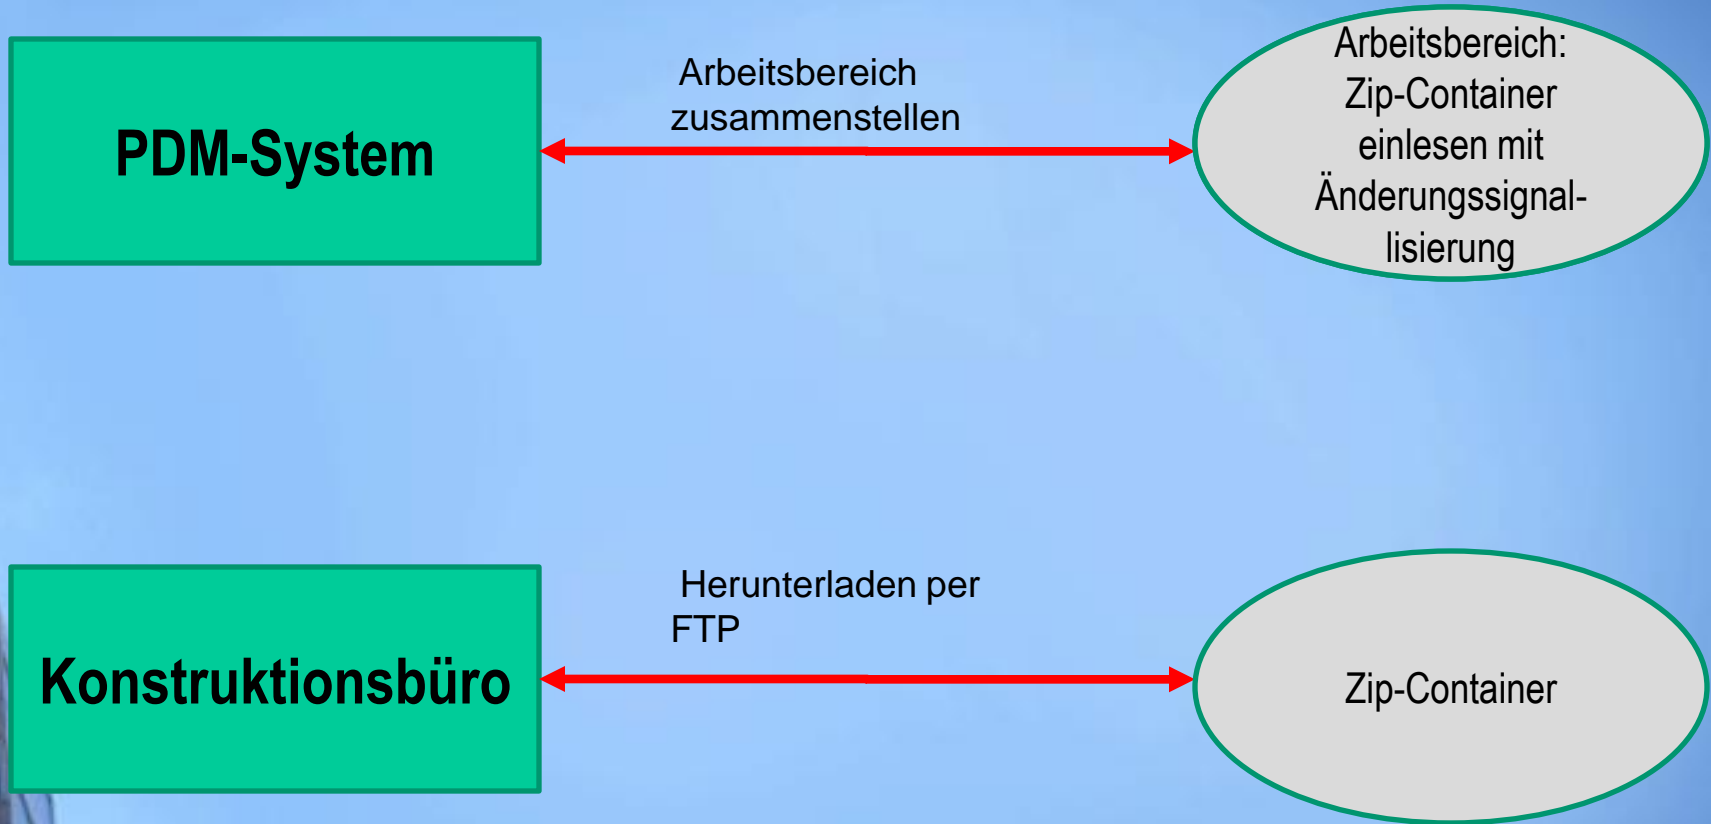 PDM-System
Arbeitsbereich
zusammenstellen
Arbeitsbereich:
Zip-Container
einlesen mit
Änderungssignal-
lisierung
Konstruktionsbüro
Herunterladen per
FTP
Zip-Container